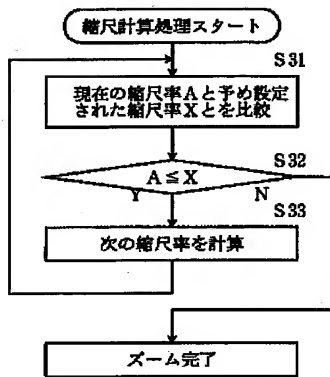 縮尺計算処理スタート
S31
現在の縮尺率Aと予め設定
された縮尺率Xとを比較
S32
A≦X
Y
N
S33
次の縮尺率を計算
ズーム完了